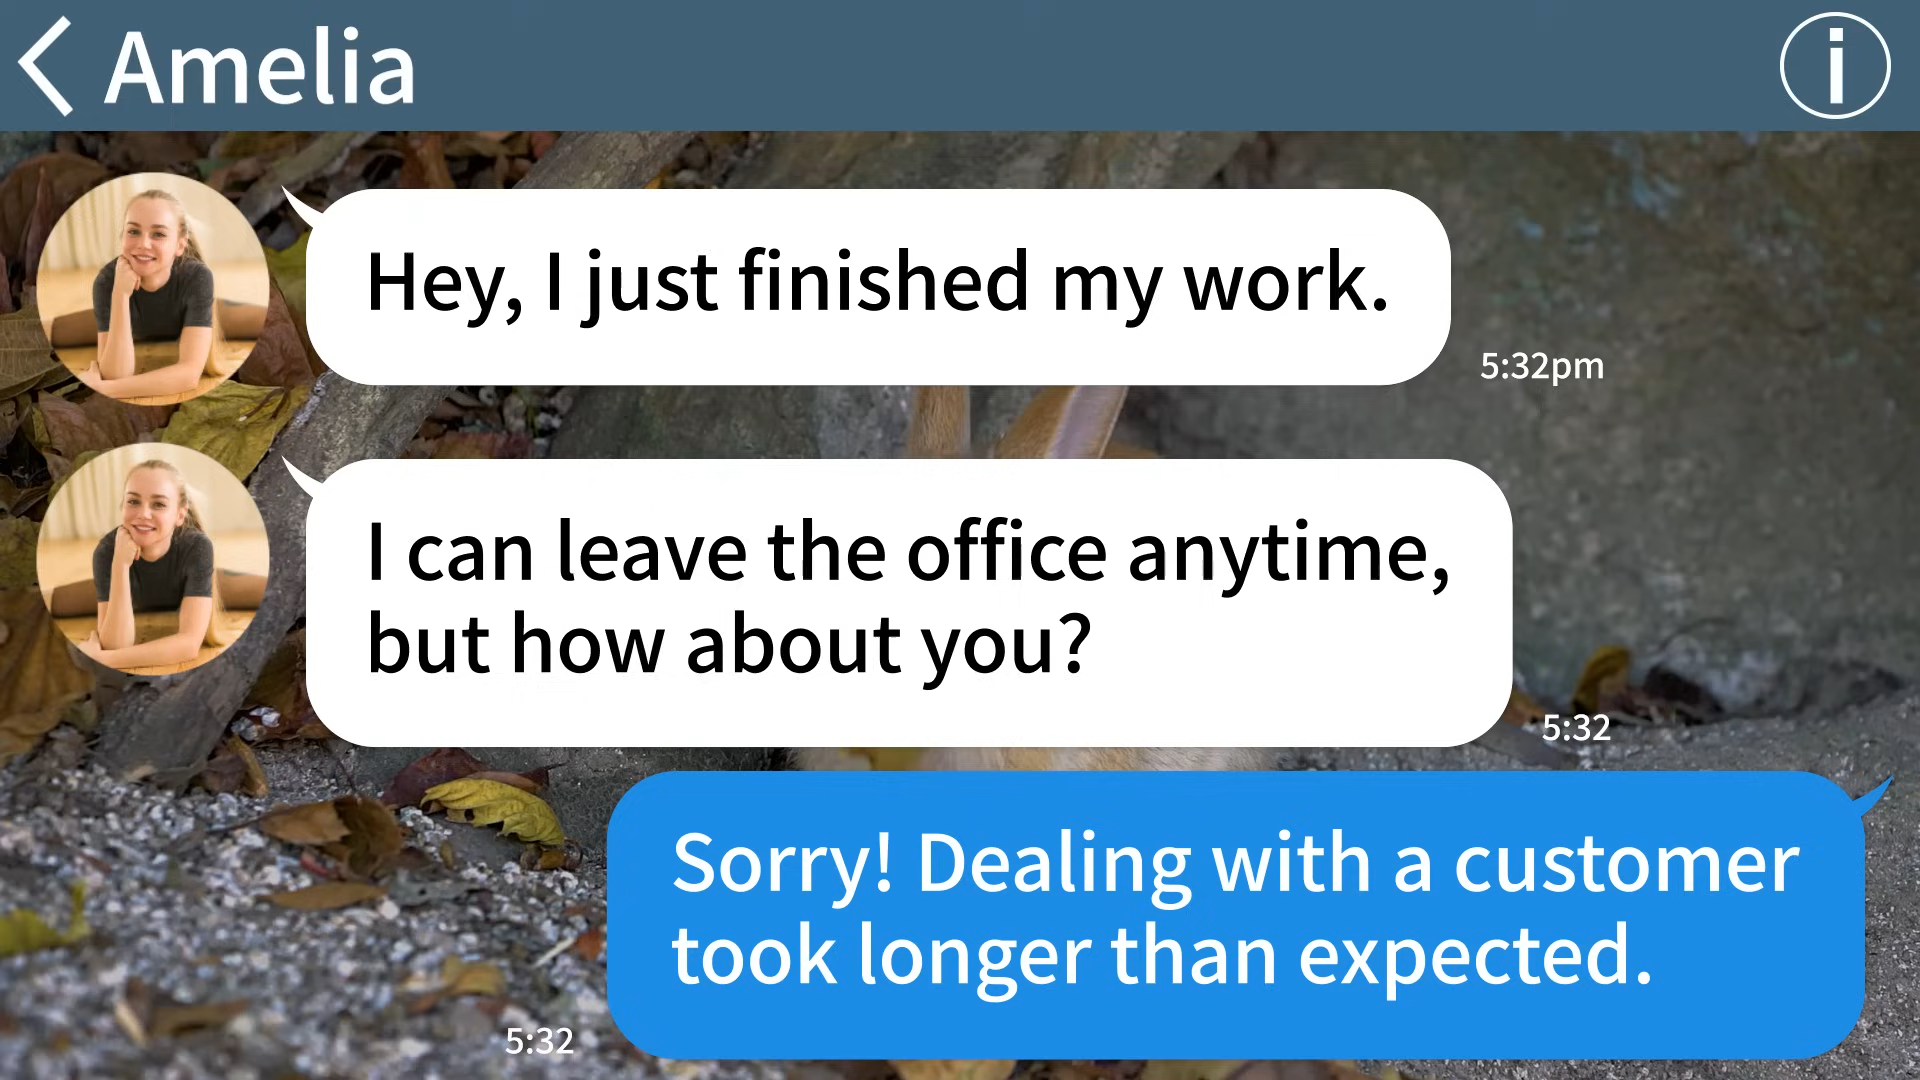 Amelia
Hey, I just finished my work.
5:32pm
I can leave the office anytime,
but how about you?
5:32
Sorry! Dealing with a customer
took longer than expected.
5:32